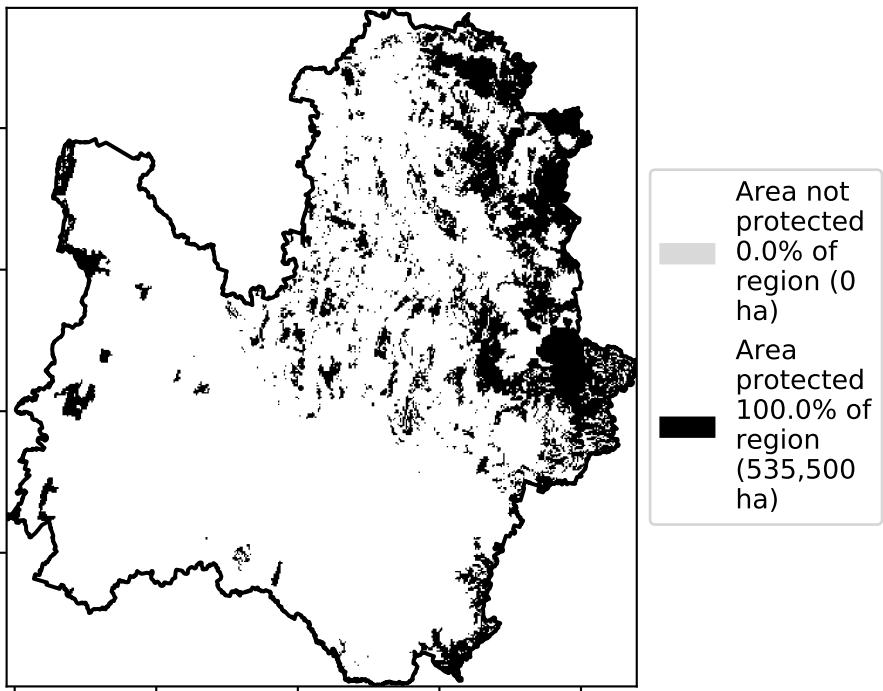 Area not
protected
0.0% of
region (0
ha)
Area
protected
100.0% of
region
(535,500
ha)